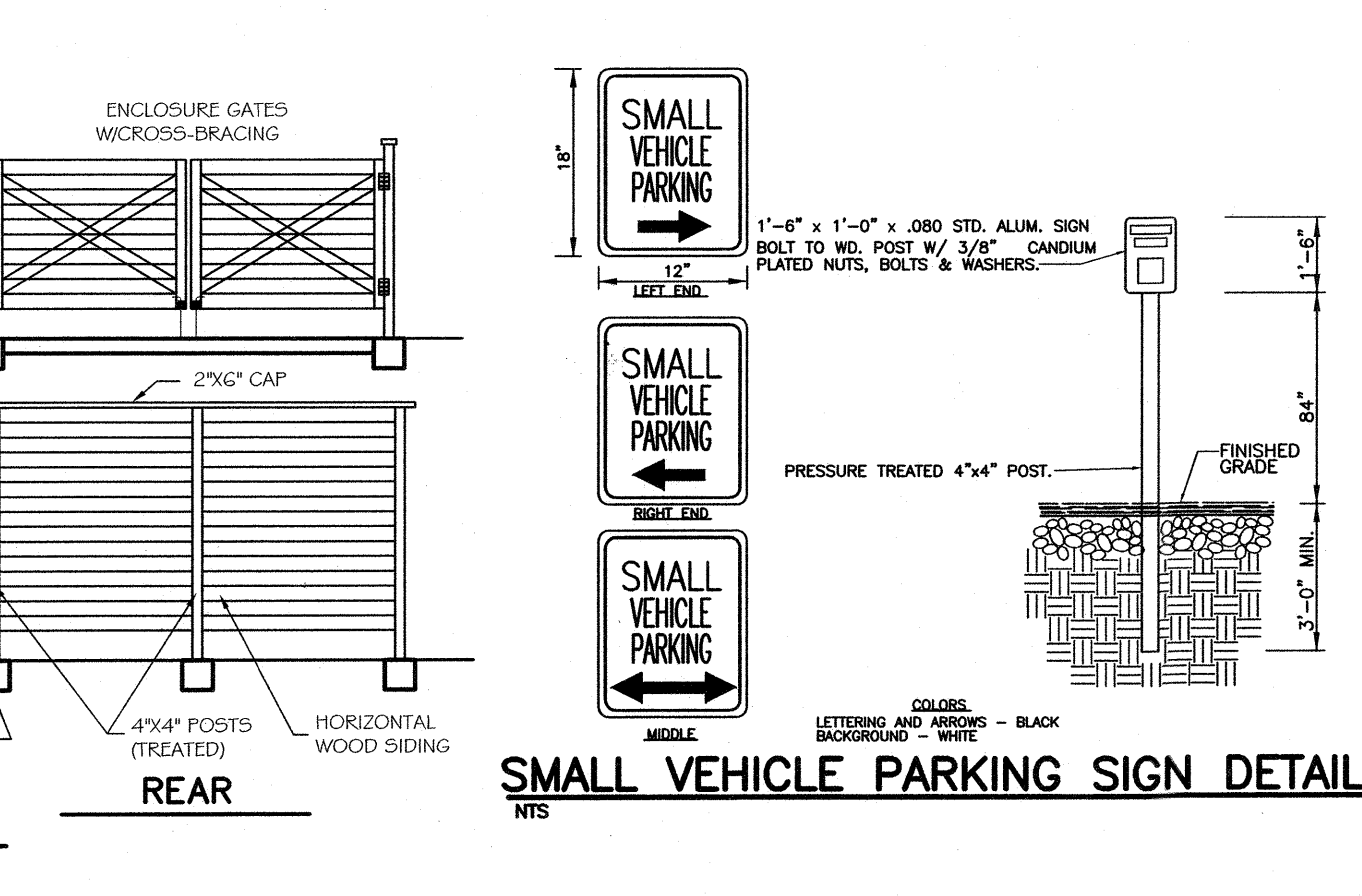 ENCLOSURE GATES
W/CROSS-BRACING
2"X6" CAP
4"X4" POSTS
(TREATED)
HORIZONTAL
WOOD SIDING
REAR
18"
SMALL
VEHICLE
PARKING
12"
LEFT END
SMALL
VEHICLE
PARKING
RIGHT END
SMALL
VEHICLE
PARKING
MIDDLE
1'-6" x 1'-0" x .080 STD. ALUM. SIGN
BOLT TO WD. POST W/ 3/8" CANDIUM
PLATED NUTS, BOLTS & WASHERS.
PRESSURE TREATED 4"x4" POST.
1'-6"
84"
FINISHED
GRADE
3'-0" MIN.
COLORS
LETTERING AND ARROWS - BLACK
BACKGROUND - WHITE
SMALL VEHICLE PARKING SIGN DETAIL
NTS